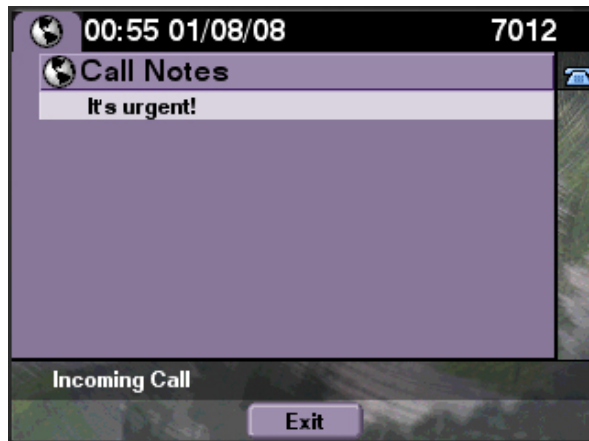 00:55 01/08/08 7012
Call Notes
It's urgent!
Incoming Call
Exit